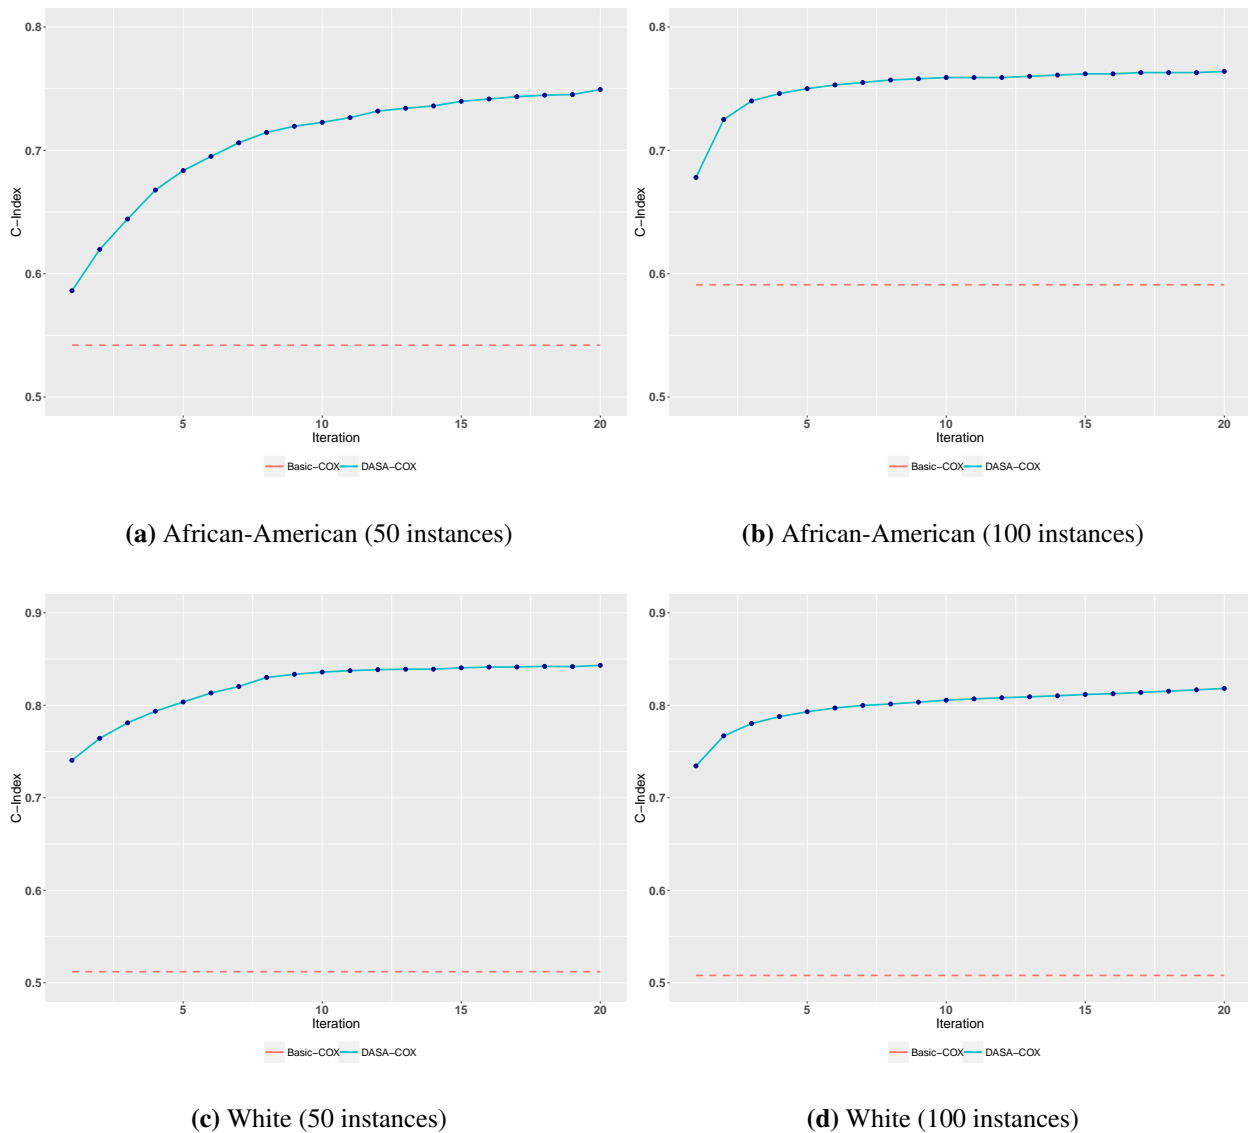 0.8
0.7
0.6
0.5
C-Index
5
10
15
20
Iteration
Basic-COX
DASA-COX
(a) African-American (50 instances)
0.8
0.7
0.6
0.5
C-Index
5
10
15
20
Iteration
Basic-COX
DASA-COX
(b) African-American (100 instances)
0.9
0.8
0.7
0.6
0.5
C-Index
5
10
15
20
Iteration
Basic-COX
DASA-COX
(c) White (50 instances)
0.9
0.8
0.7
0.6
0.5
C-Index
5
10
15
20
Iteration
Basic-COX
DASA-COX
(d) White (100 instances)